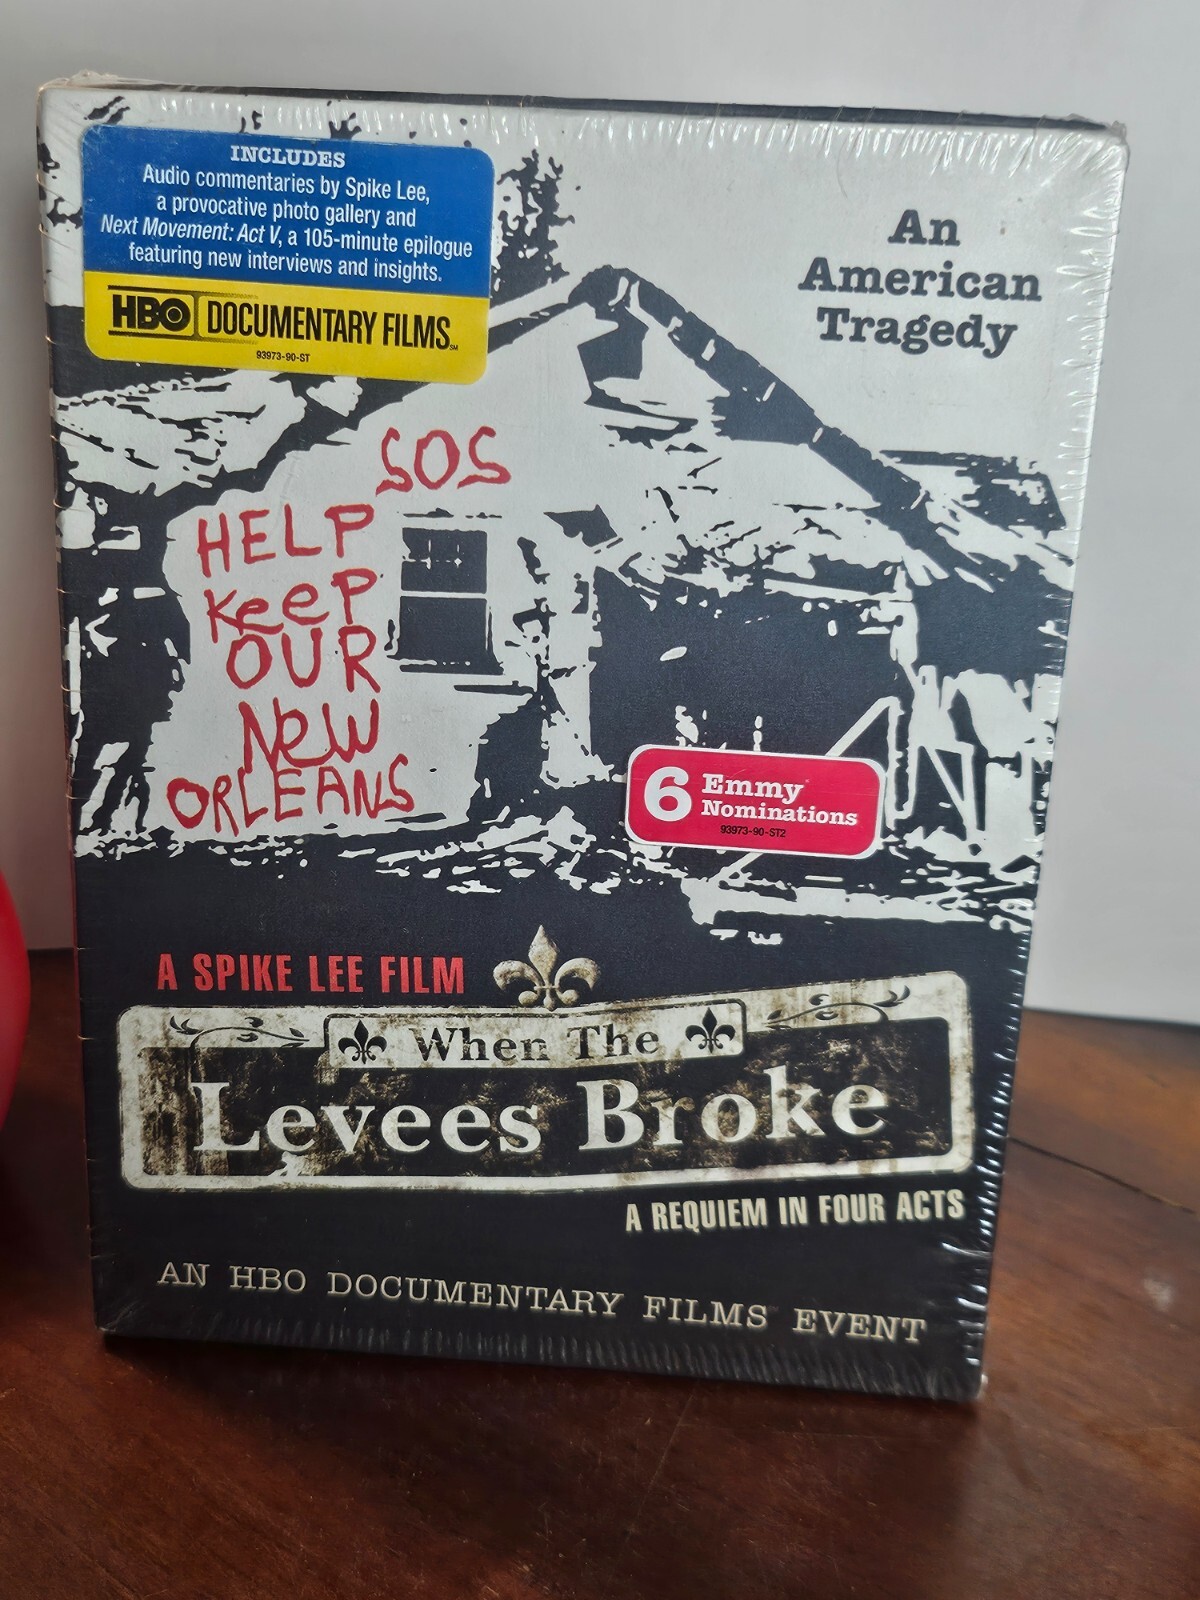 INCLUDES
Audio commentaries by Spike Lee,
a provocative photo gallery and
Next Movement: Act V, a 105-minute epilogue
featuring new interviews and insights.
HBO DOCUMENTARY FILMS℠
93973-90-ST
An
American
Tragedy
SOS
HELP
Keep
OUR
New
ORLEANS
6 Emmy®
Nominations
93973-90-ST2
A SPIKE LEE FILM
When The
Levees Broke
A REQUIEM IN FOUR ACTS
AN HBO DOCUMENTARY FILMS EVENT